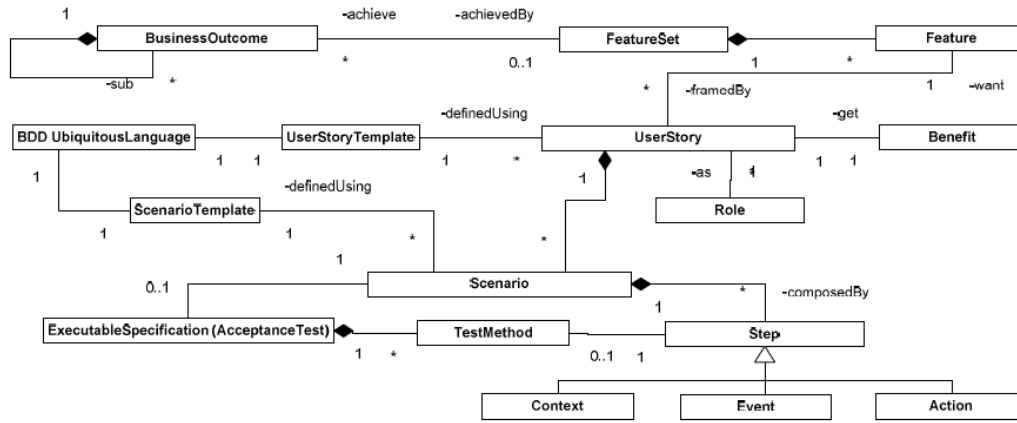 1
-achieve
-achievedBy
BusinessOutcome
FeatureSet
Feature
-sub
*
*
0..1
1
*
*
-framedBy
1
-want
-definedUsing
-get
BDD UbiquitousLanguage
UserStoryTemplate
UserStory
Benefit
1
1
1
1
*
1
-as
1
1
1
-definedUsing
ScenarioTemplate
Role
1
1
*
*
1
0..1
Scenario
1
*
-composedBy
ExecutableSpecification (AcceptanceTest)
TestMethod
Step
1
*
0..1
1
Context
Event
Action